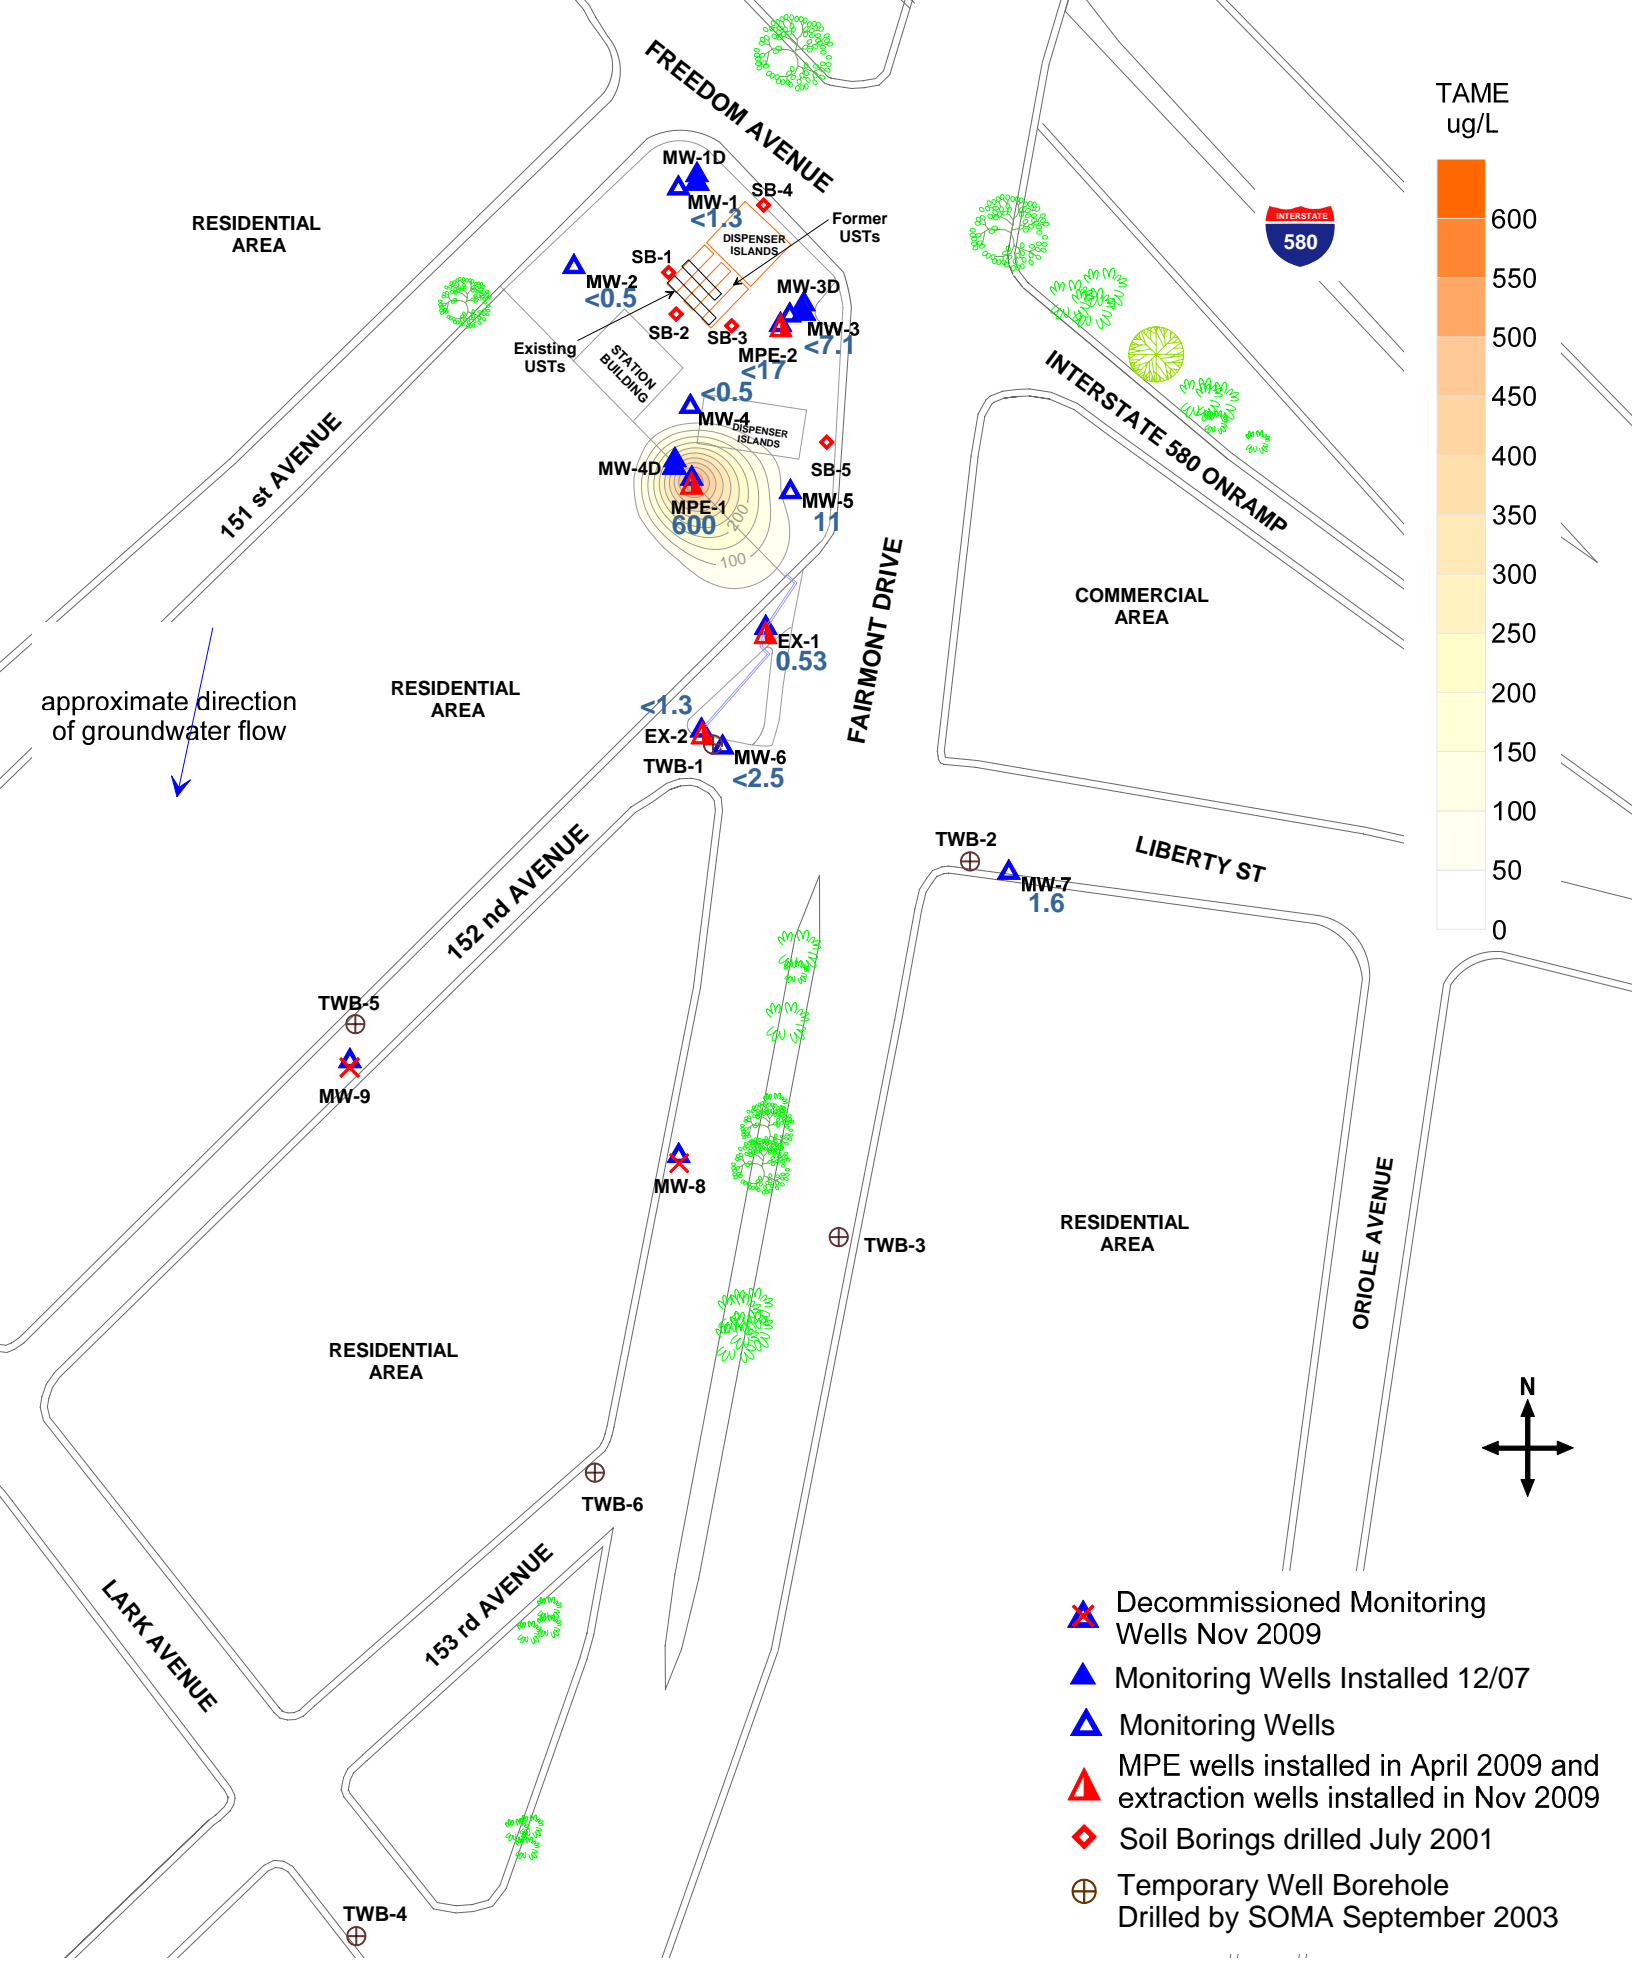 FREEDOM AVENUE
TAME
ug/L
MW-1D
SB-4
MW-1
<1.3
Former
USTs
RESIDENTIAL
AREA
INTERSTATE
580
600
DISPENSER
ISLANDS
SB-1
MW-2
<0.5
MW-3D
550
SB-2
SB-3
MW-3
<7.1
500
Existing
USTs
STATION
BUILDING
MPE-2
<17
INTERSTATE 580 ONRAMP
<0.5
450
MW-4
DISPENSER
ISLANDS
151 st AVENUE
MW-4D
SB-5
400
MPE-1
600
MW-5
11
200
350
100
300
FAIRMONT DRIVE
COMMERCIAL
AREA
EX-1
0.53
250
approximate direction
of groundwater flow
RESIDENTIAL
AREA
<1.3
200
EX-2
TWB-1
MW-6
<2.5
150
152 nd AVENUE
TWB-2
LIBERTY ST
100
MW-7
1.6
50
0
TWB-5
MW-9
MW-8
TWB-3
RESIDENTIAL
AREA
ORIOLE AVENUE
RESIDENTIAL
AREA
N
TWB-6
LARK AVENUE
153 rd AVENUE
Decommissioned Monitoring
Wells Nov 2009
Monitoring Wells Installed 12/07
Monitoring Wells
MPE wells installed in April 2009 and
extraction wells installed in Nov 2009
Soil Borings drilled July 2001
Temporary Well Borehole
Drilled by SOMA September 2003
TWB-4